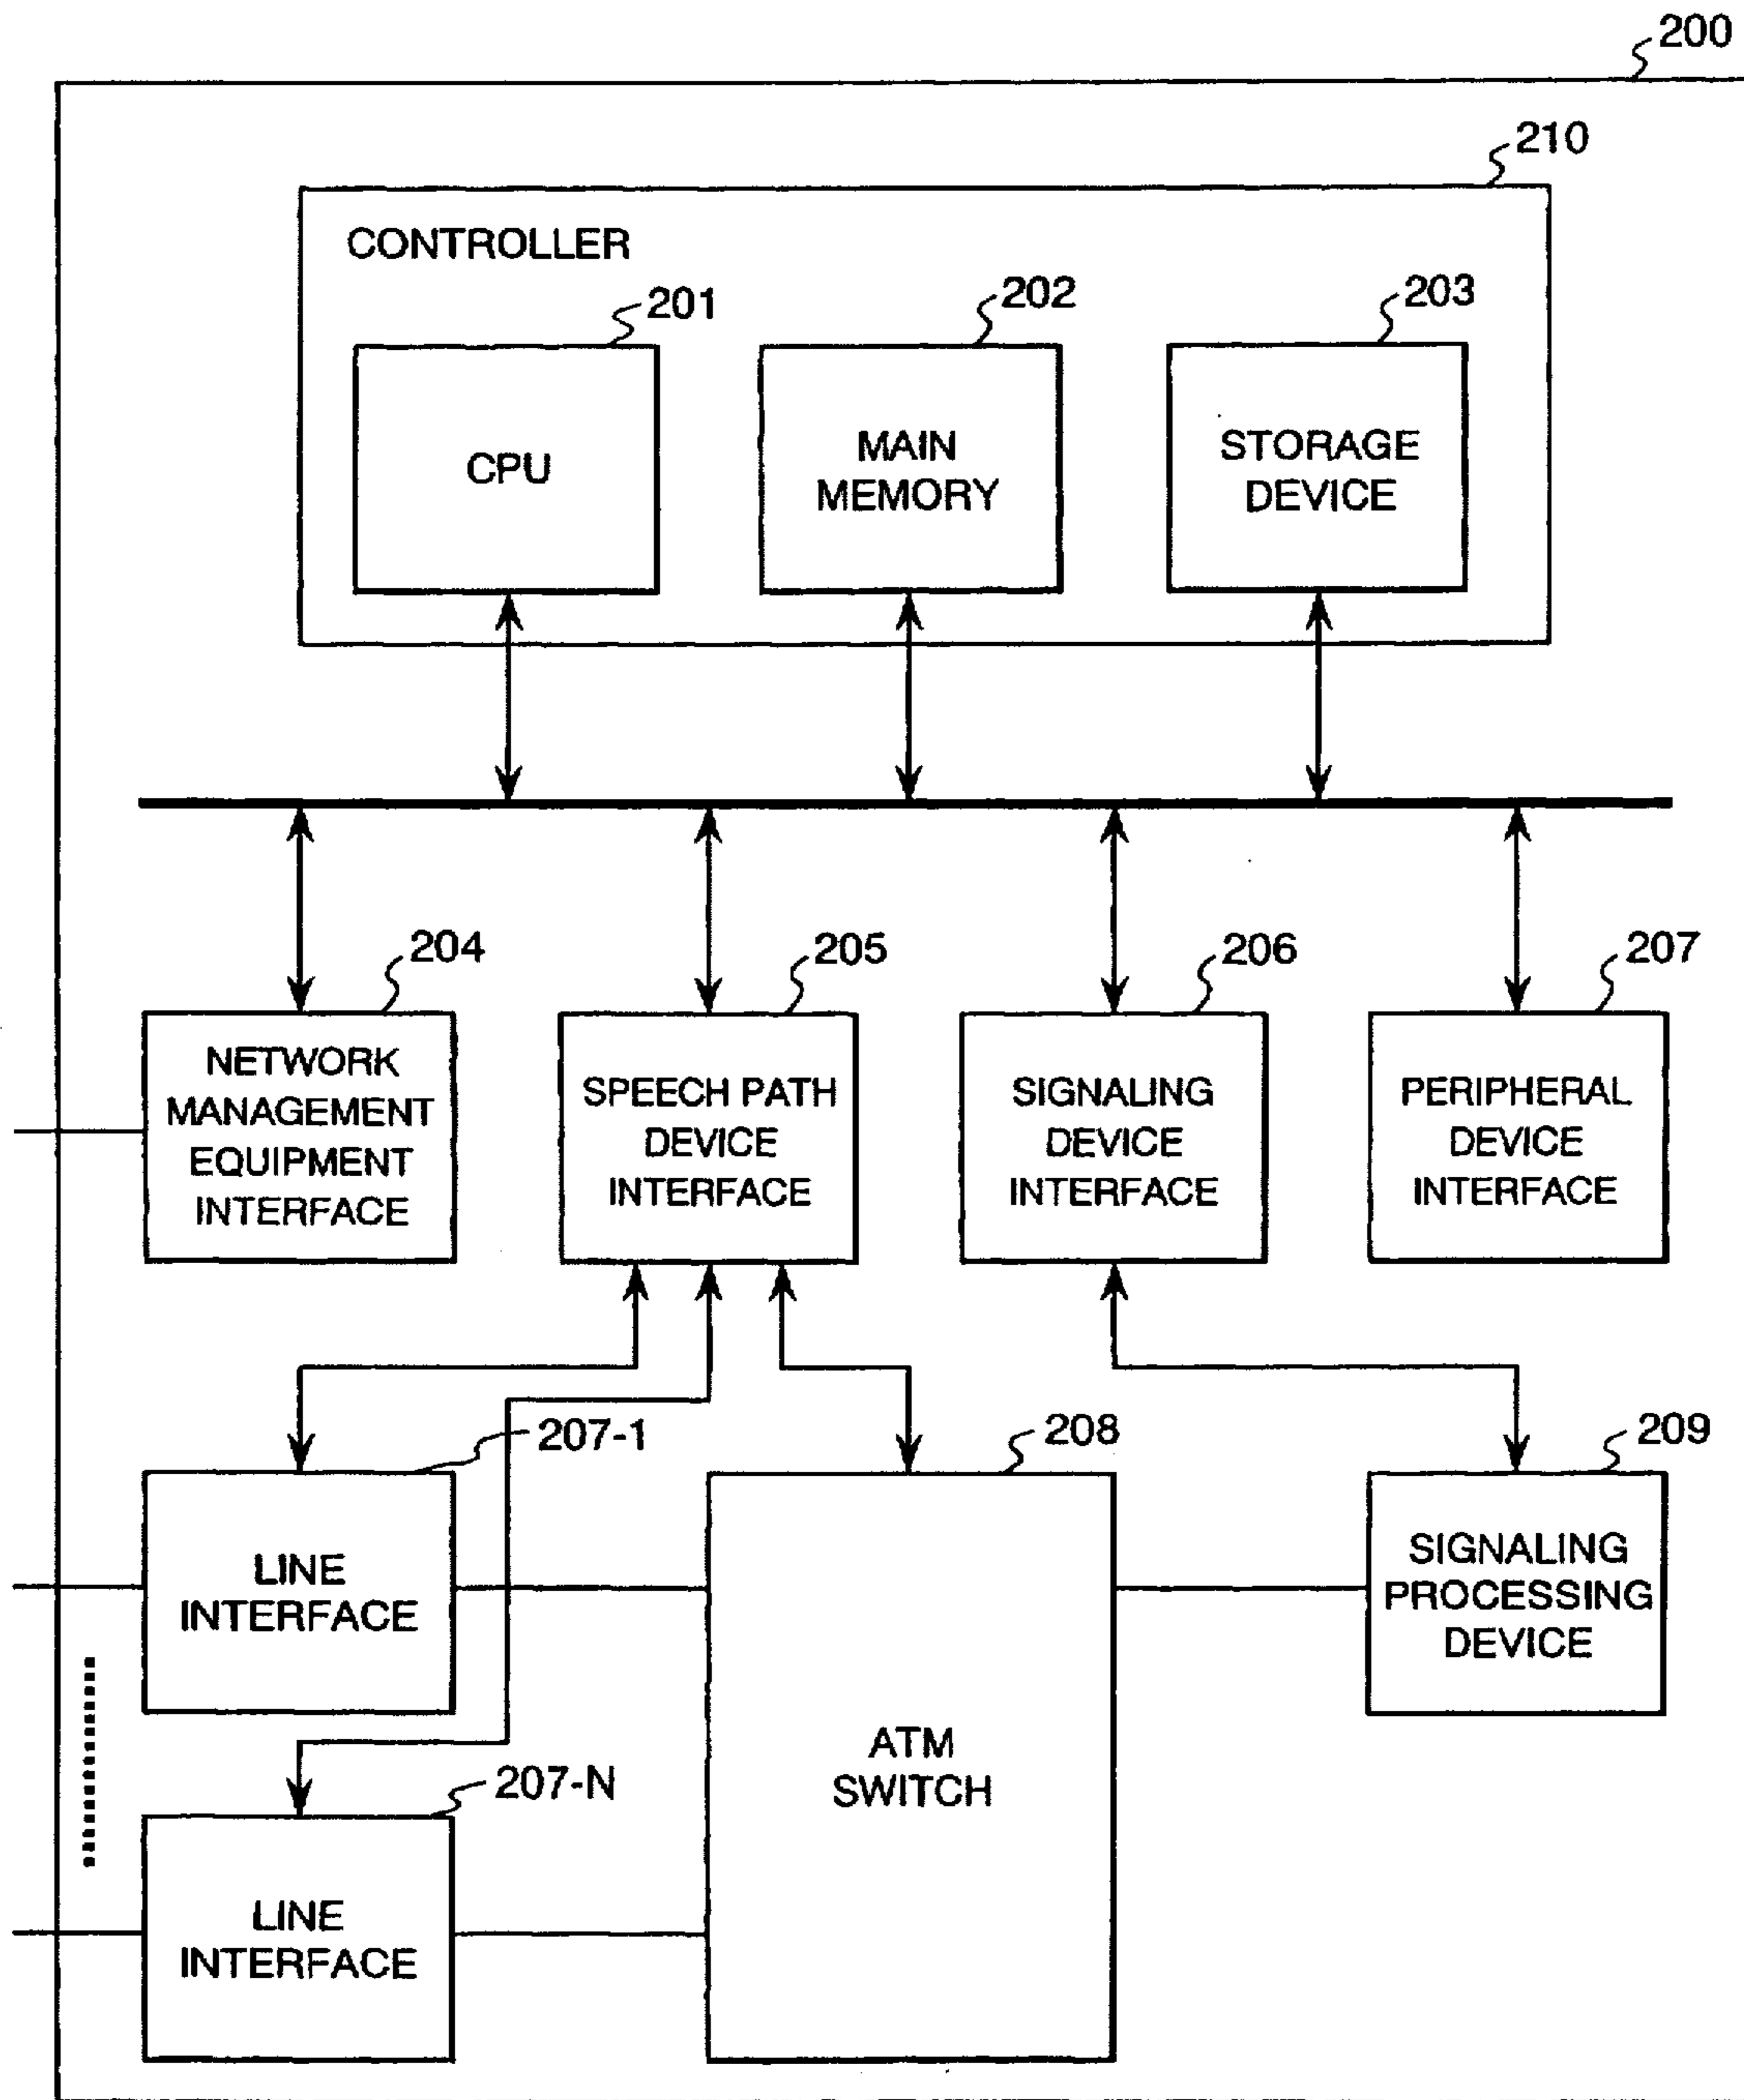 200
210
CONTROLLER
201
202
203
CPU
MAIN
MEMORY
STORAGE
DEVICE
204
205
206
207
NETWORK
MANAGEMENT
EQUIPMENT
INTERFACE
SPEECH PATH
DEVICE
INTERFACE
SIGNALING
DEVICE
INTERFACE
PERIPHERAL
DEVICE
INTERFACE
207-1
208
209
LINE
INTERFACE
SIGNALING
PROCESSING
DEVICE
ATM
SWITCH
207-N
LINE
INTERFACE